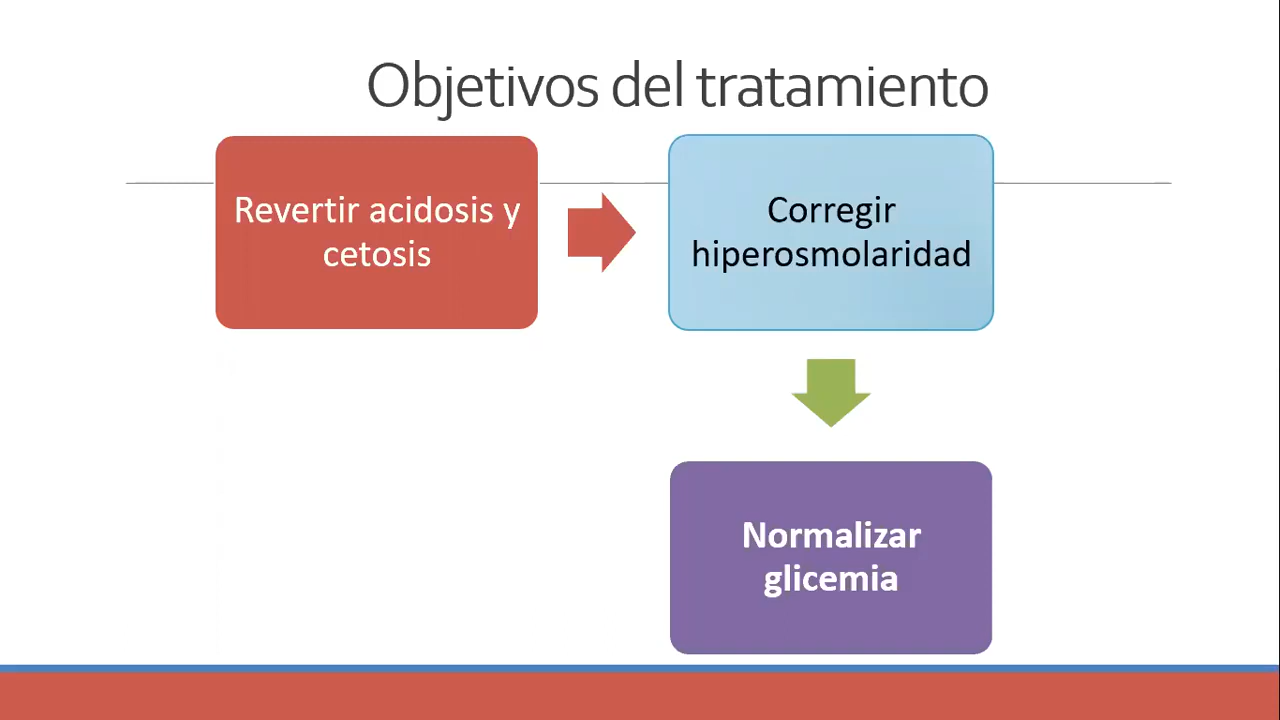 Objetivos del tratamiento
Revertir acidosis y
cetosis
Corregir
hiperosmolaridad
Normalizar
glicemia